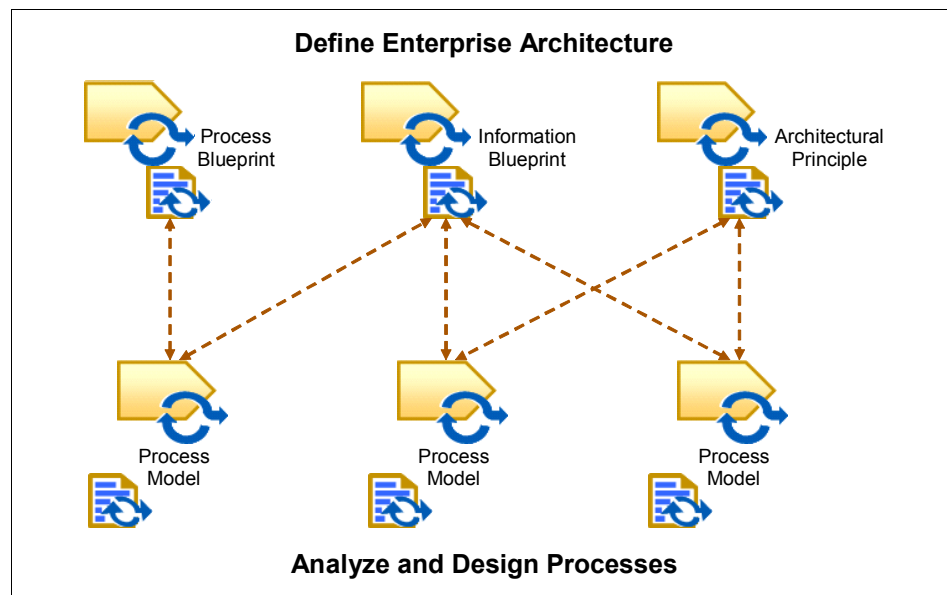 Define Enterprise Architecture
Process
Blueprint
Information
Blueprint
Architectural
Principle
Process
Model
Process
Model
Process
Model
Analyze and Design Processes